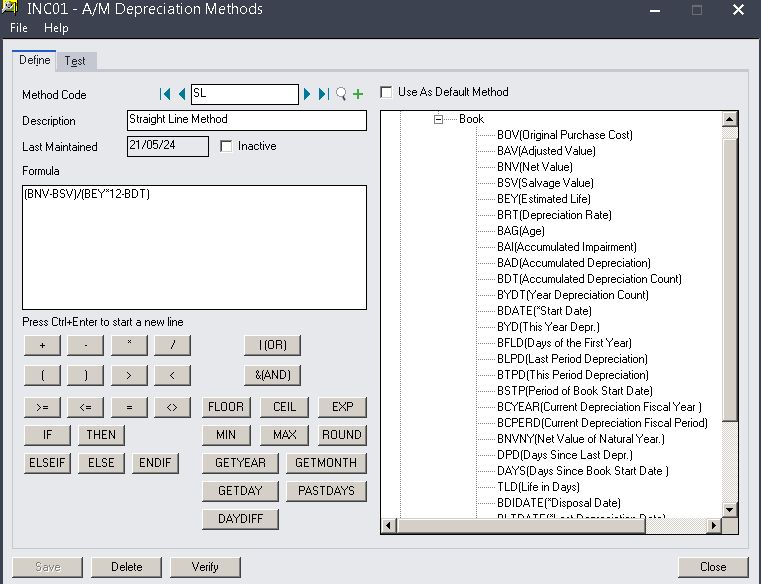 INC01 - A/M Depreciation Methods
File Help
Define Test
Method Code SL
Use As Default Method
Description Straight Line Method
Last Maintained 21/05/24 Inactive
Formula
(BNV-BSV)/(BEY*12-BDT)
Press Ctrl+Enter to start a new line
+ - * / |(OR)
( ) > < &(AND)
>= <= = <> FLOOR CEIL EXP
IF THEN MIN MAX ROUND
ELSEIF ELSE ENDIF GETYEAR GETMONTH
GETDAY PASTDAYS
DAYDIFF
Book
BOV(Original Purchase Cost)
BAV(Adjusted Value)
BNV(Net Value)
BSV(Salvage Value)
BEY(Estimated Life)
BRT(Depreciation Rate)
BAG(Age)
BAI(Accumulated Impairment)
BAD(Accumulated Depreciation)
BDT(Accumulated Depreciation Count)
BYDT(Year Depreciation Count)
BDATE(*Start Date)
BYD(This Year Depr.)
BFLD(Days of the First Year)
BLPD(Last Period Depreciation)
BTPD(This Period Depreciation)
BSTP(Period of Book Start Date)
BCYEAR(Current Depreciation Fiscal Year )
BCPERD(Current Depreciation Fiscal Period)
BNVNY(Net Value of Natural Year.)
DPD(Days Since Last Depr.)
DAYS(Days Since Book Start Date )
TLD(Life in Days)
BDIDATE(*Disposal Date)
BLTDATE(*Last Depreciation Date)
Save Delete Verify Close